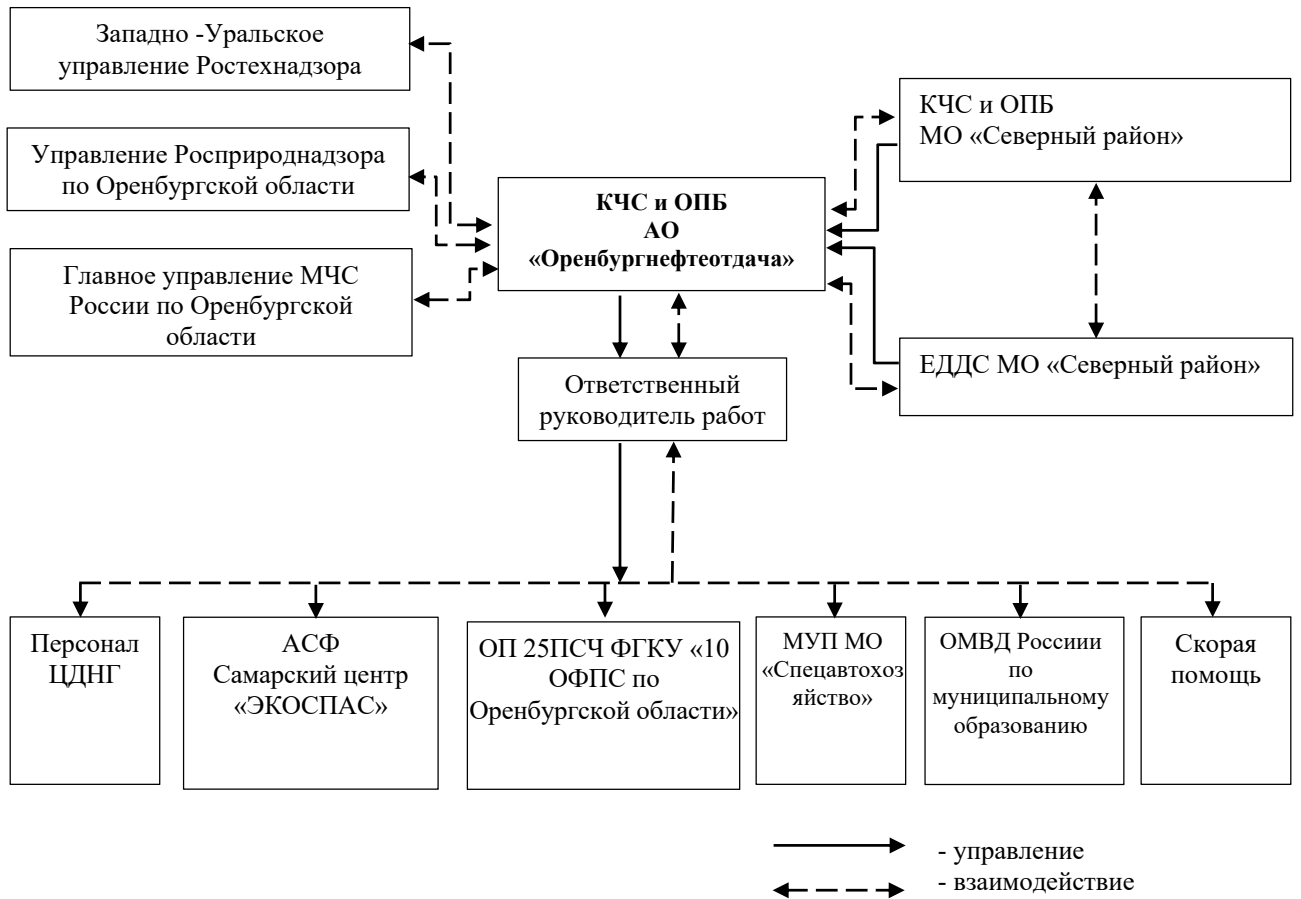 Западно -Уральское
управление Ростехнадзора
Управление Росприроднадзора
по Оренбургской области
Главное управление МЧС
России по Оренбургской
области
КЧС и ОПБ
АО
«Оренбургнефтеотдача»
КЧС и ОПБ
МО «Северный район»
ЕДДС МО «Северный район»
Ответственный
руководитель работ
Персонал
ЦДНГ
АСФ
Самарский центр
«ЭКОСПАС»
ОП 25ПСЧ ФГКУ «10
ОФПС по
Оренбургской области»
МУП МО
«Спецавтохоз
яйство»
ОМВД Россиии
по
муниципальному
образованию
Скорая
помощь
- управление
- взаимодействие